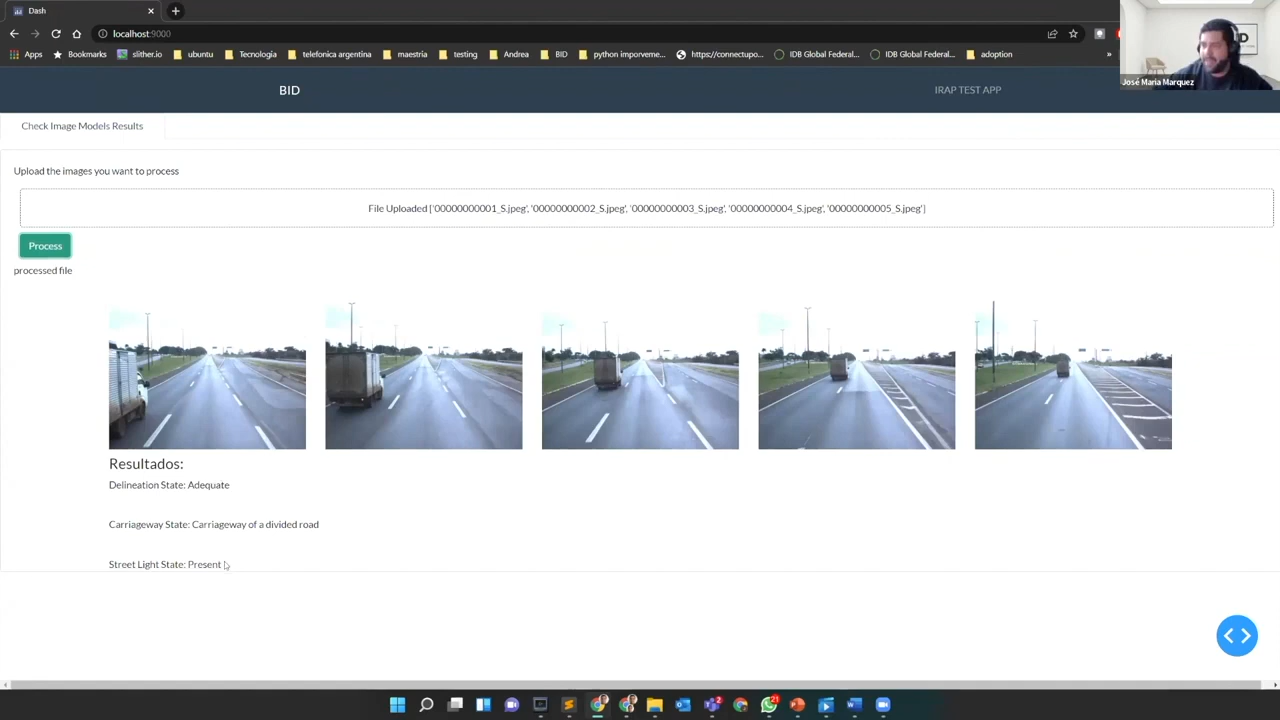 Dash
localhost:9000
Apps Bookmarks slither.io ubuntu Tecnologia telefonica argentina maestria testing Andrea BID python imporveme... https://connectupo... IDB Global Federal... IDB Global Federal... adoption »
José Maria Marquez
BID IRAP TEST APP
Check Image Models Results
Upload the images you want to process
File Uploaded ['00000000001_S.jpeg', '00000000002_S.jpeg', '00000000003_S.jpeg', '00000000004_S.jpeg', '00000000005_S.jpeg']
Process
processed file
Resultados:
Delineation State: Adequate
Carriageway State: Carriageway of a divided road
Street Light State: Present
21